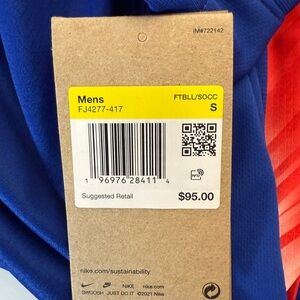 IM#722142
Mens
FTBLL/SOCC
FJ4277-417
S
1 96976 28411 4
Suggested Retail
$95.00
nike.com/sustainability
NIKE nike.com
SWOOSH JUST DO IT ©2021 Nike